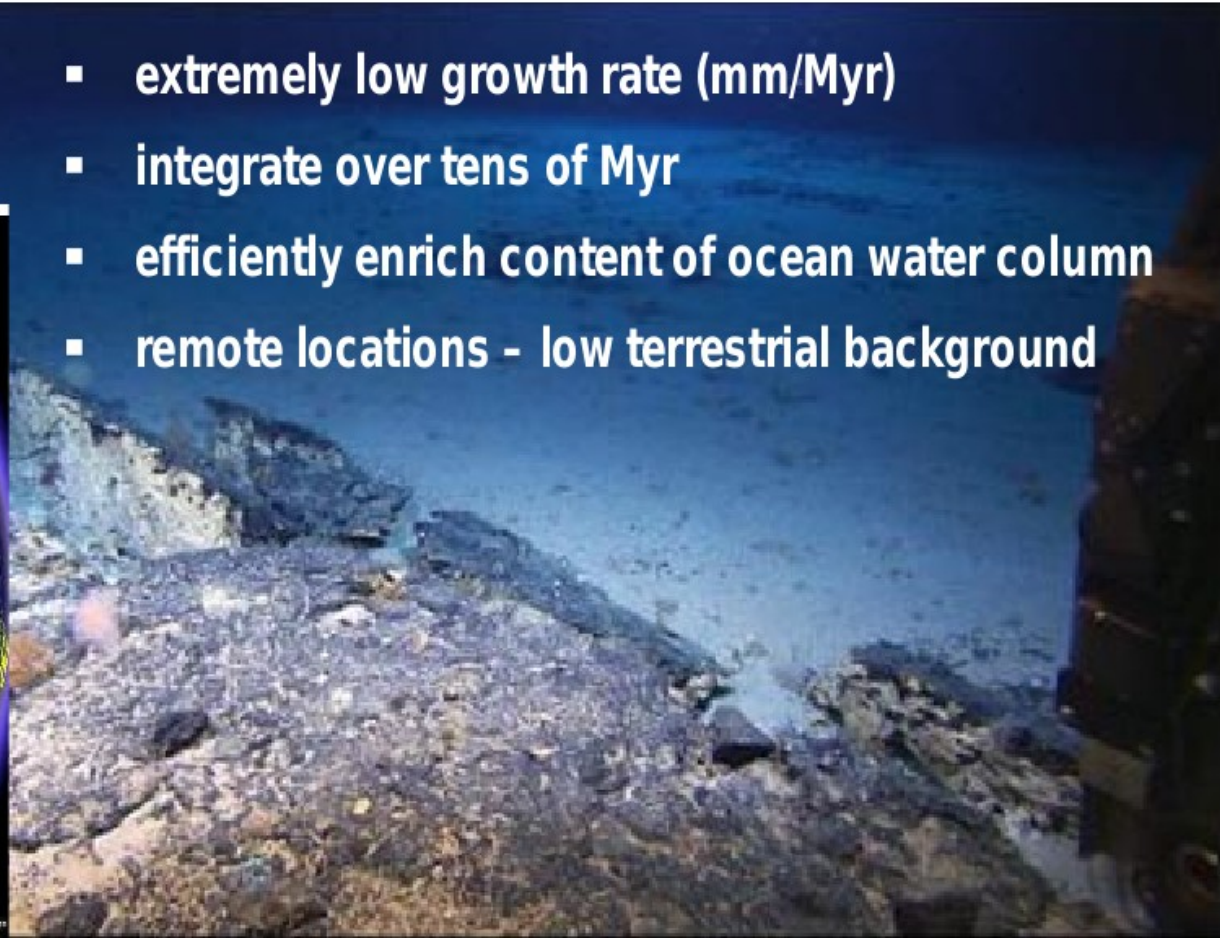 ▪ extremely low growth rate (mm/Myr)
▪ integrate over tens of Myr
▪ efficiently enrich content of ocean water column
▪ remote locations – low terrestrial background